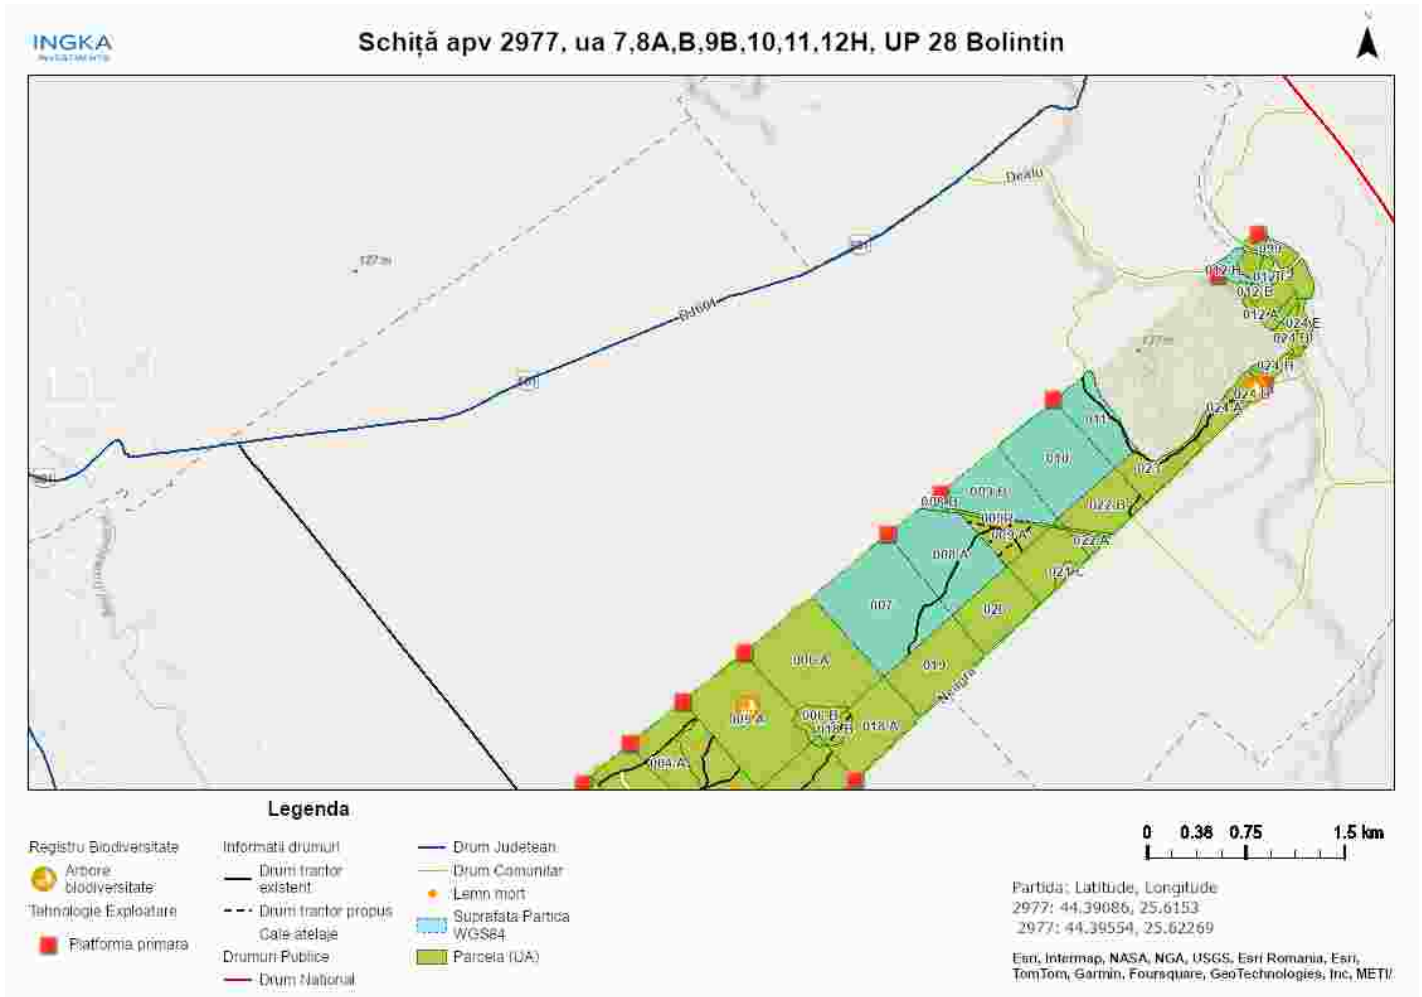 INGKA
INVESTMENTS
Schiță apv 2977, ua 7,8A,B,9B,10,11,12H, UP 28 Bolintin
N
Dealu
127 m
601
DJ601
601
601
099
012 H
012 E
012 A
024 E
127 m
024 H
024 A
011
010
023
009 B
008 B
022 B
009 A
022 A
008 A
021 C
007
020
006 A
019
Neagra
005 A
006 B
018 B
018 A
004 A
Legenda
Registru Biodiversitate
Arbore
biodiversitate
Tehnologie Exploatare
Platforma primara
Informatii drumuri
Drum tractor
existent
Drum tractor propus
Cale atelaje
Drumuri Publice
Drum National
Drum Judetean
Drum Comunitar
Lemn mort
Suprafata Partida
WGS84
Parcela (UA)
0 0.38 0.75 1.5 km
Partida: Latitude, Longitude
2977: 44.39086, 25.6153
2977: 44.39554, 25.62269
Esri, Intermap, NASA, NGA, USGS, Esri Romania, Esri,
TomTom, Garmin, Foursquare, GeoTechnologies, Inc, METI/